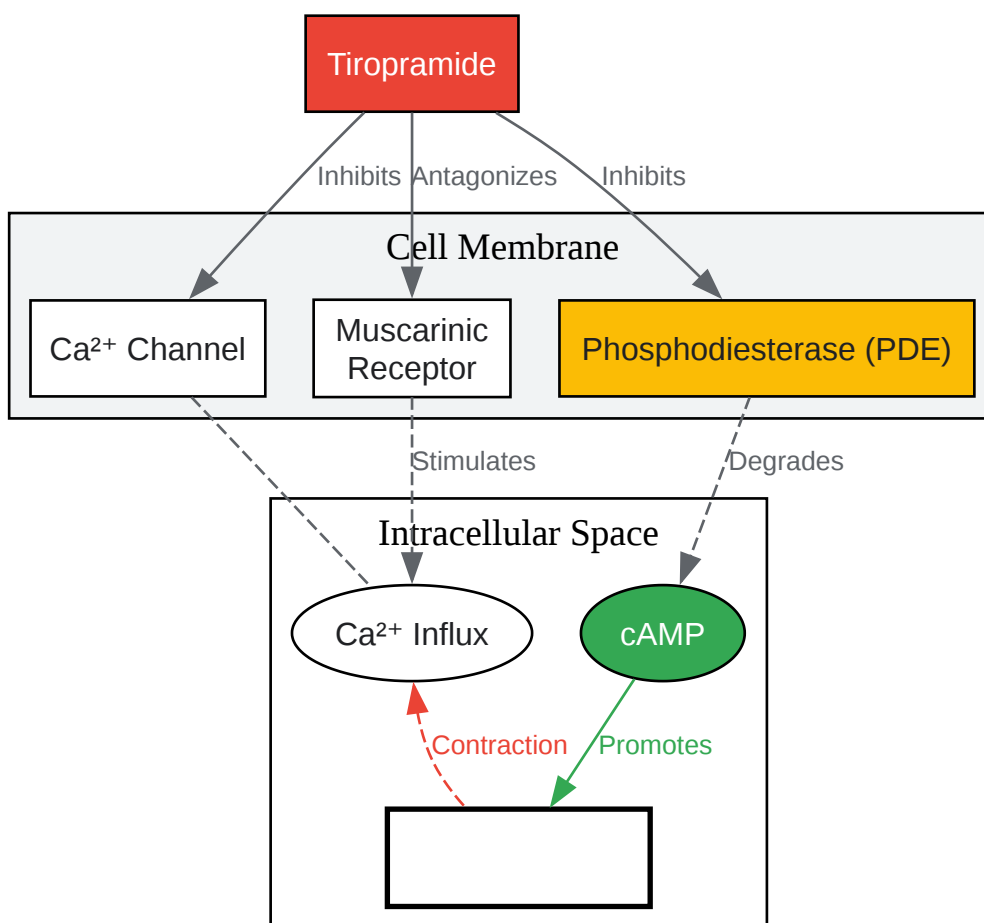 Tiropramide
Inhibits
Antagonizes
Inhibits
Cell Membrane
Ca²⁺ Channel
Muscarinic
Receptor
Phosphodiesterase (PDE)
Stimulates
Degrades
Intracellular Space
Ca²⁺ Influx
cAMP
Contraction
Promotes